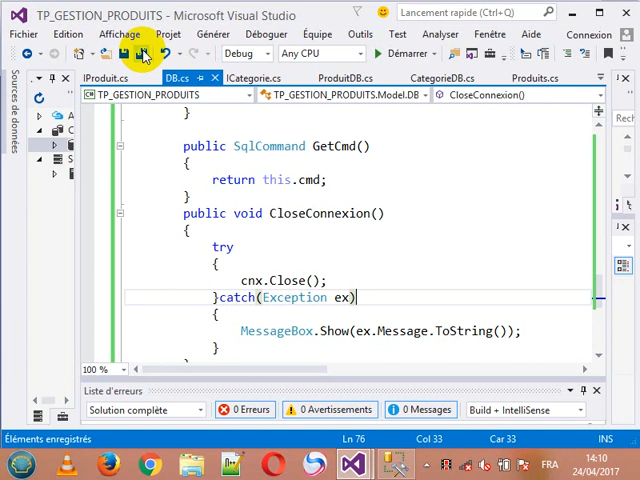 TP_GESTION_PRODUITS - Microsoft Visual Studio
Lancement rapide (Ctrl+Q)
Fichier Edition Affichage Projet Générer Déboguer Équipe Outils Test Analyser Fenêtre Aide Connexion
Debug Any CPU Démarrer
IProduit.cs DB.cs ICategorie.cs ProduitDB.cs CategorieDB.cs Produits.cs
TP_GESTION_PRODUITS TP_GESTION_PRODUITS.Model.DB CloseConnexion()
Sources de données
Rech
}
public SqlCommand GetCmd()
{
return this.cmd;
}
public void CloseConnexion()
{
try
{
cnx.Close();
}catch(Exception ex)
{
MessageBox.Show(ex.Message.ToString());
}
}
100 %
Liste d'erreurs
Solution complète 0 Erreurs 0 Avertissements 0 Messages Build + IntelliSense
Éléments enregistrés Ln 76 Col 33 Car 33 INS
FR 14:10
24/04/2017